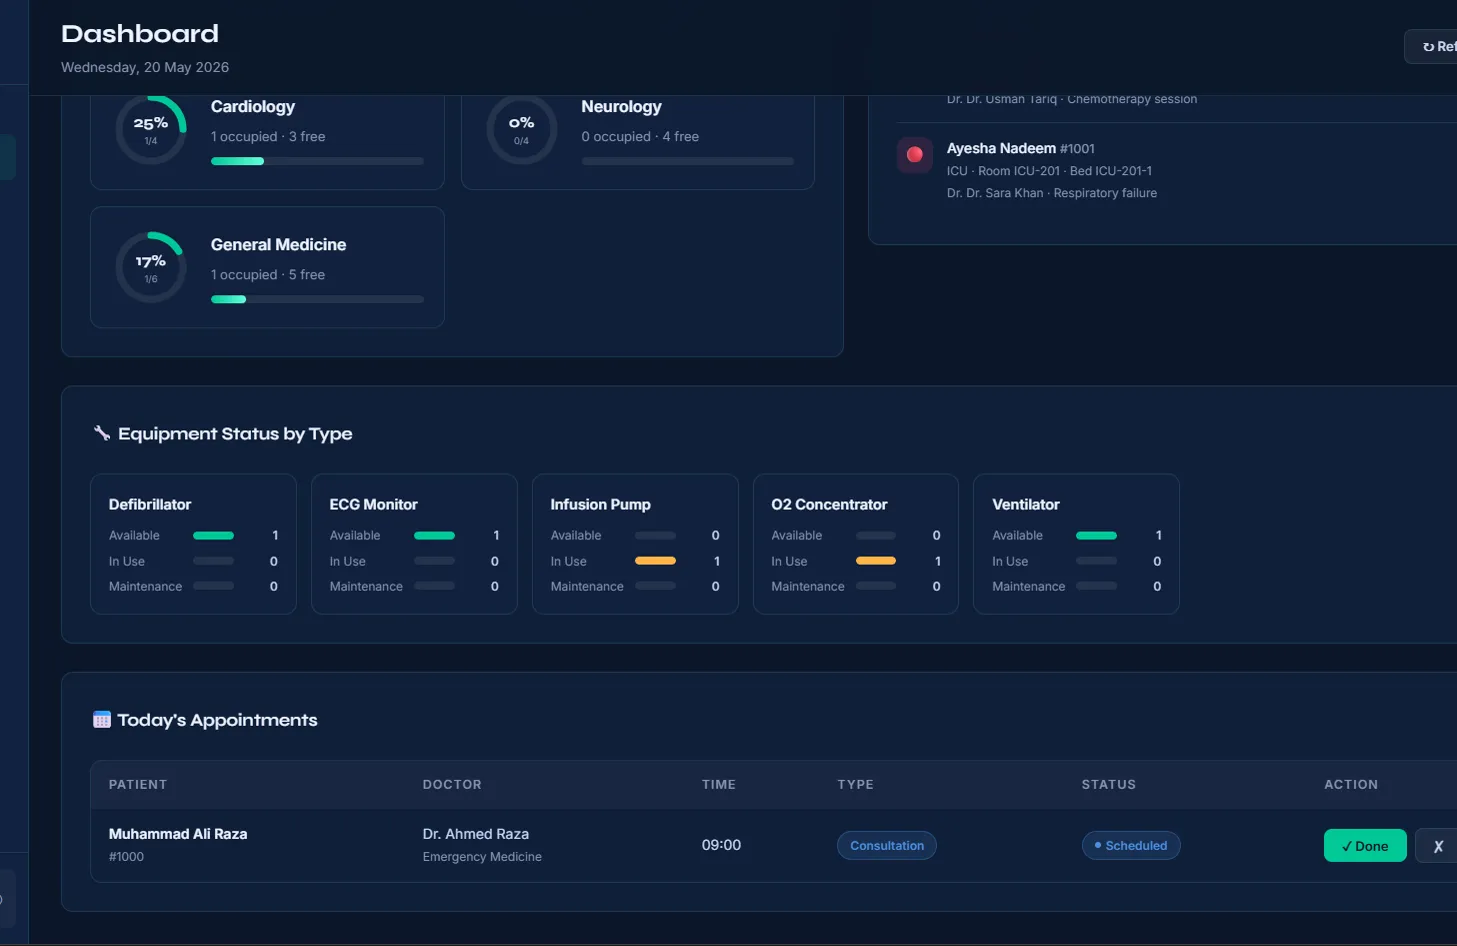 Dashboard
Wednesday, 20 May 2026
↻
25%
1/4
Cardiology
1 occupied · 3 free
0%
0/4
Neurology
0 occupied · 4 free
17%
1/6
General Medicine
1 occupied · 5 free
Dr. Dr. Usman Tariq · Chemotherapy session
Ayesha Nadeem #1001
ICU · Room ICU-201 · Bed ICU-201-1
Dr. Dr. Sara Khan · Respiratory failure
Equipment Status by Type
Defibrillator
Available 1
In Use 0
Maintenance 0
ECG Monitor
Available 1
In Use 0
Maintenance 0
Infusion Pump
Available 0
In Use 1
Maintenance 0
O2 Concentrator
Available 0
In Use 1
Maintenance 0
Ventilator
Available 1
In Use 0
Maintenance 0
Today's Appointments
PATIENT DOCTOR TIME TYPE STATUS ACTION
Muhammad Ali Raza Dr. Ahmed Raza 09:00 Consultation Scheduled ✓ Done ✗
#1000 Emergency Medicine